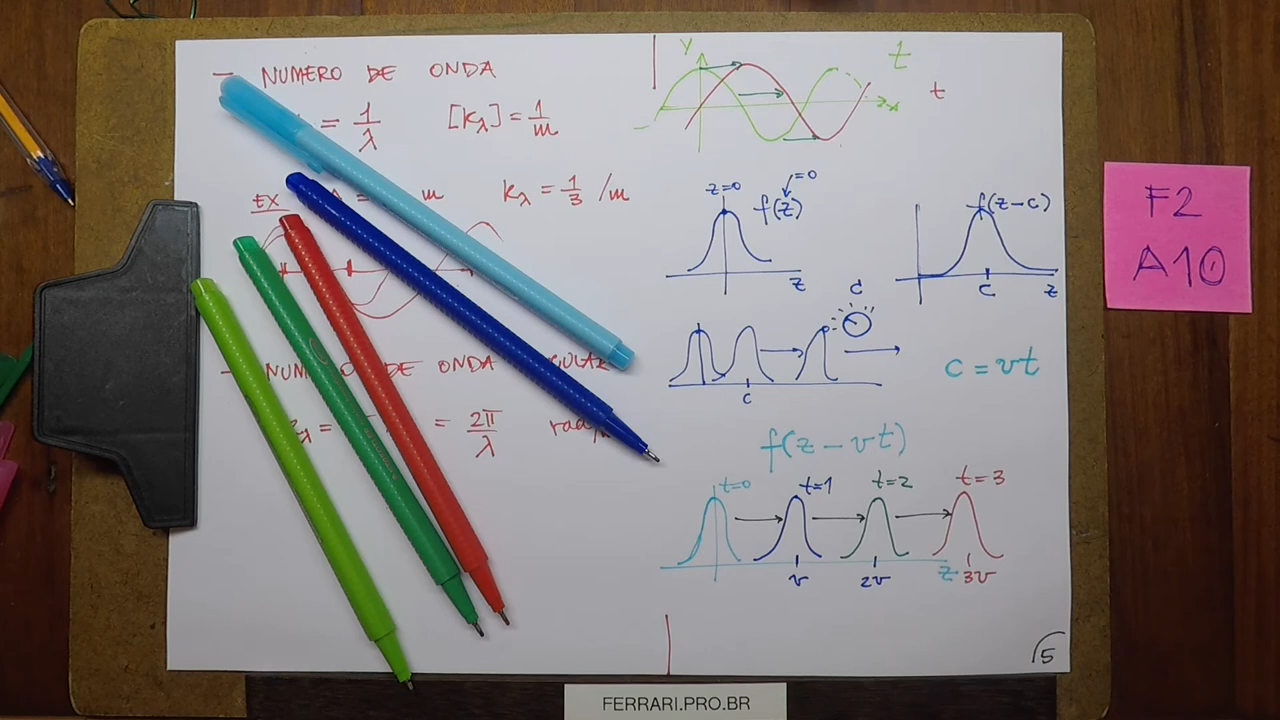 - NUMERO DE ONDA
= 1/λ [kλ] = 1/m
EX m kλ = 1/3 /m
- NUMERO DE ONDA
= = 2π/λ
y t
x t
z=0 =0
f(z)
z
f(z-c)
c z
c
c
c = vt
f(z - vt)
t=0 t=1 t=2 t=3
v 2v z 3v
5
F2
A10
FERRARI.PRO.BR